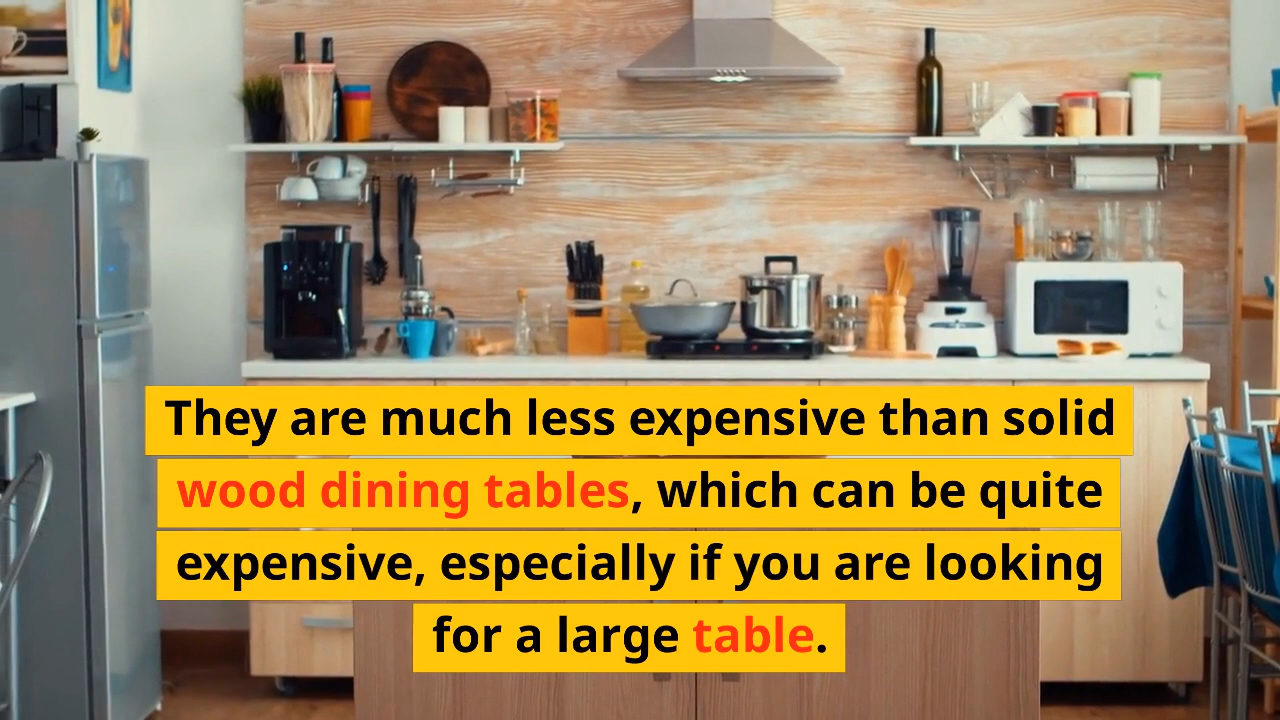 They are much less expensive than solid
wood dining tables, which can be quite
expensive, especially if you are looking
for a large table.